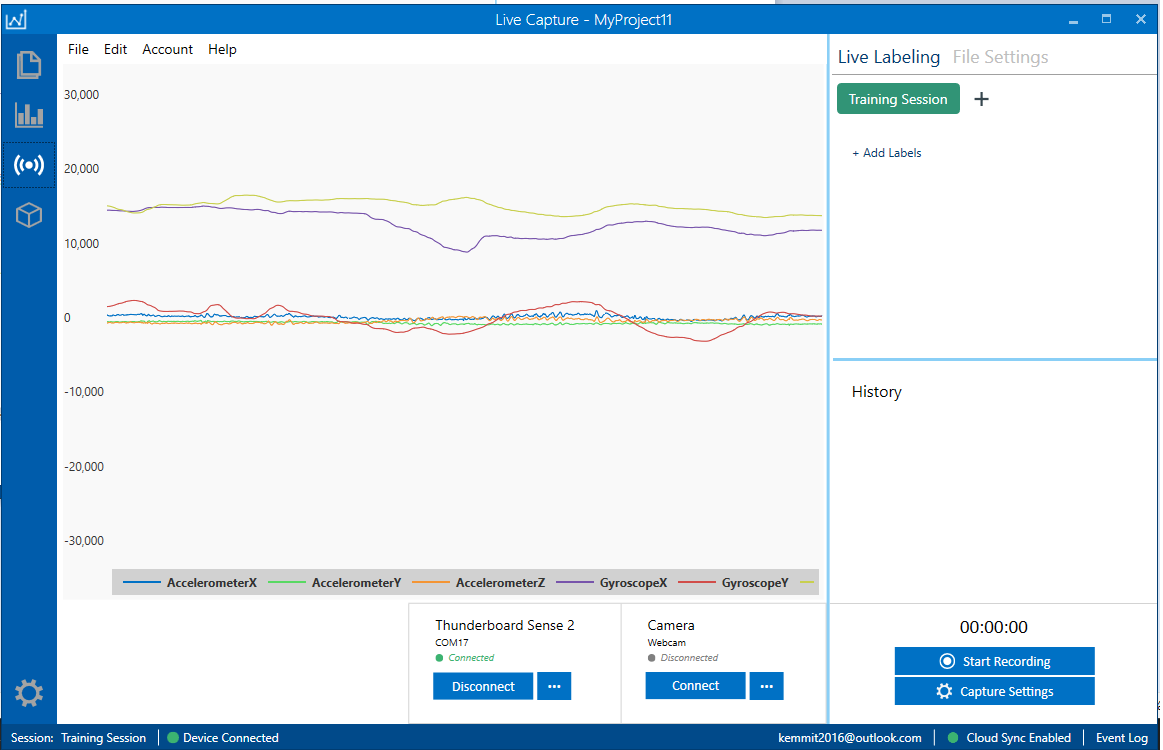 Live Capture - MyProject11
File Edit Account Help
Live Labeling File Settings
Training Session +
+ Add Labels
30,000
20,000
10,000
0
-10,000
-20,000
-30,000
AccelerometerX AccelerometerY AccelerometerZ GyroscopeX GyroscopeY
History
Thunderboard Sense 2
COM17
Connected
Disconnect ...
Camera
Webcam
Disconnected
Connect ...
00:00:00
Start Recording
Capture Settings
Session: Training Session Device Connected kemmit2016@outlook.com Cloud Sync Enabled Event Log